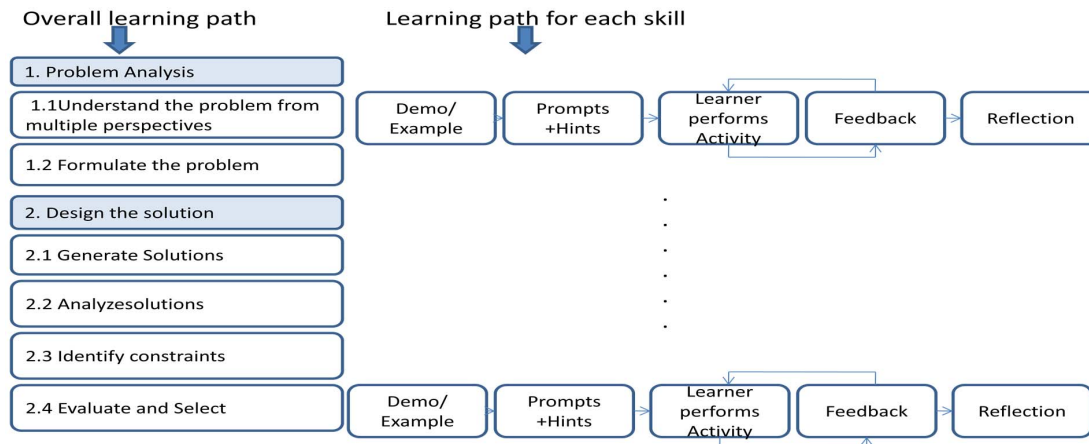 Overall learning path
Learning path for each skill
1. Problem Analysis
1.1Understand the problem from
multiple perspectives
Demo/
Example
Prompts
+Hints
Learner
performs
Activity
Feedback
Reflection
1.2 Formulate the problem
2. Design the solution
2.1 Generate Solutions
2.2 Analyzesolutions
2.3 Identify constraints
2.4 Evaluate and Select
Demo/
Example
Prompts
+Hints
Learner
performs
Activity
Feedback
Reflection